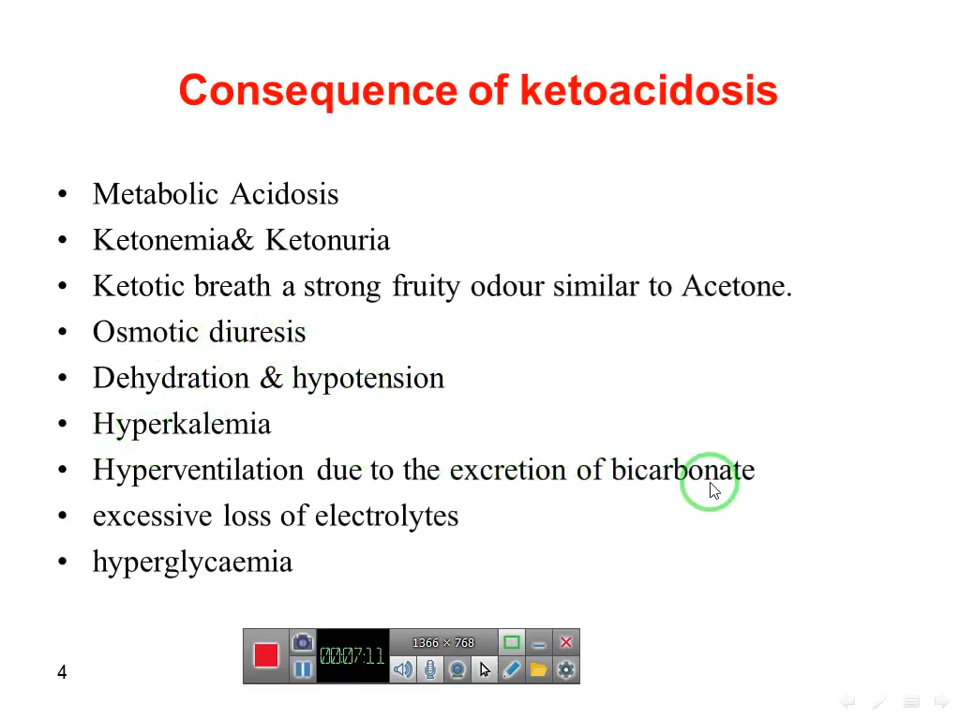 Consequence of ketoacidosis
• Metabolic Acidosis
• Ketonemia& Ketonuria
• Ketotic breath a strong fruity odour similar to Acetone.
• Osmotic diuresis
• Dehydration & hypotension
• Hyperkalemia
• Hyperventilation due to the excretion of bicarbonate
• excessive loss of electrolytes
• hyperglycaemia
1366 × 768
00:07:11
4